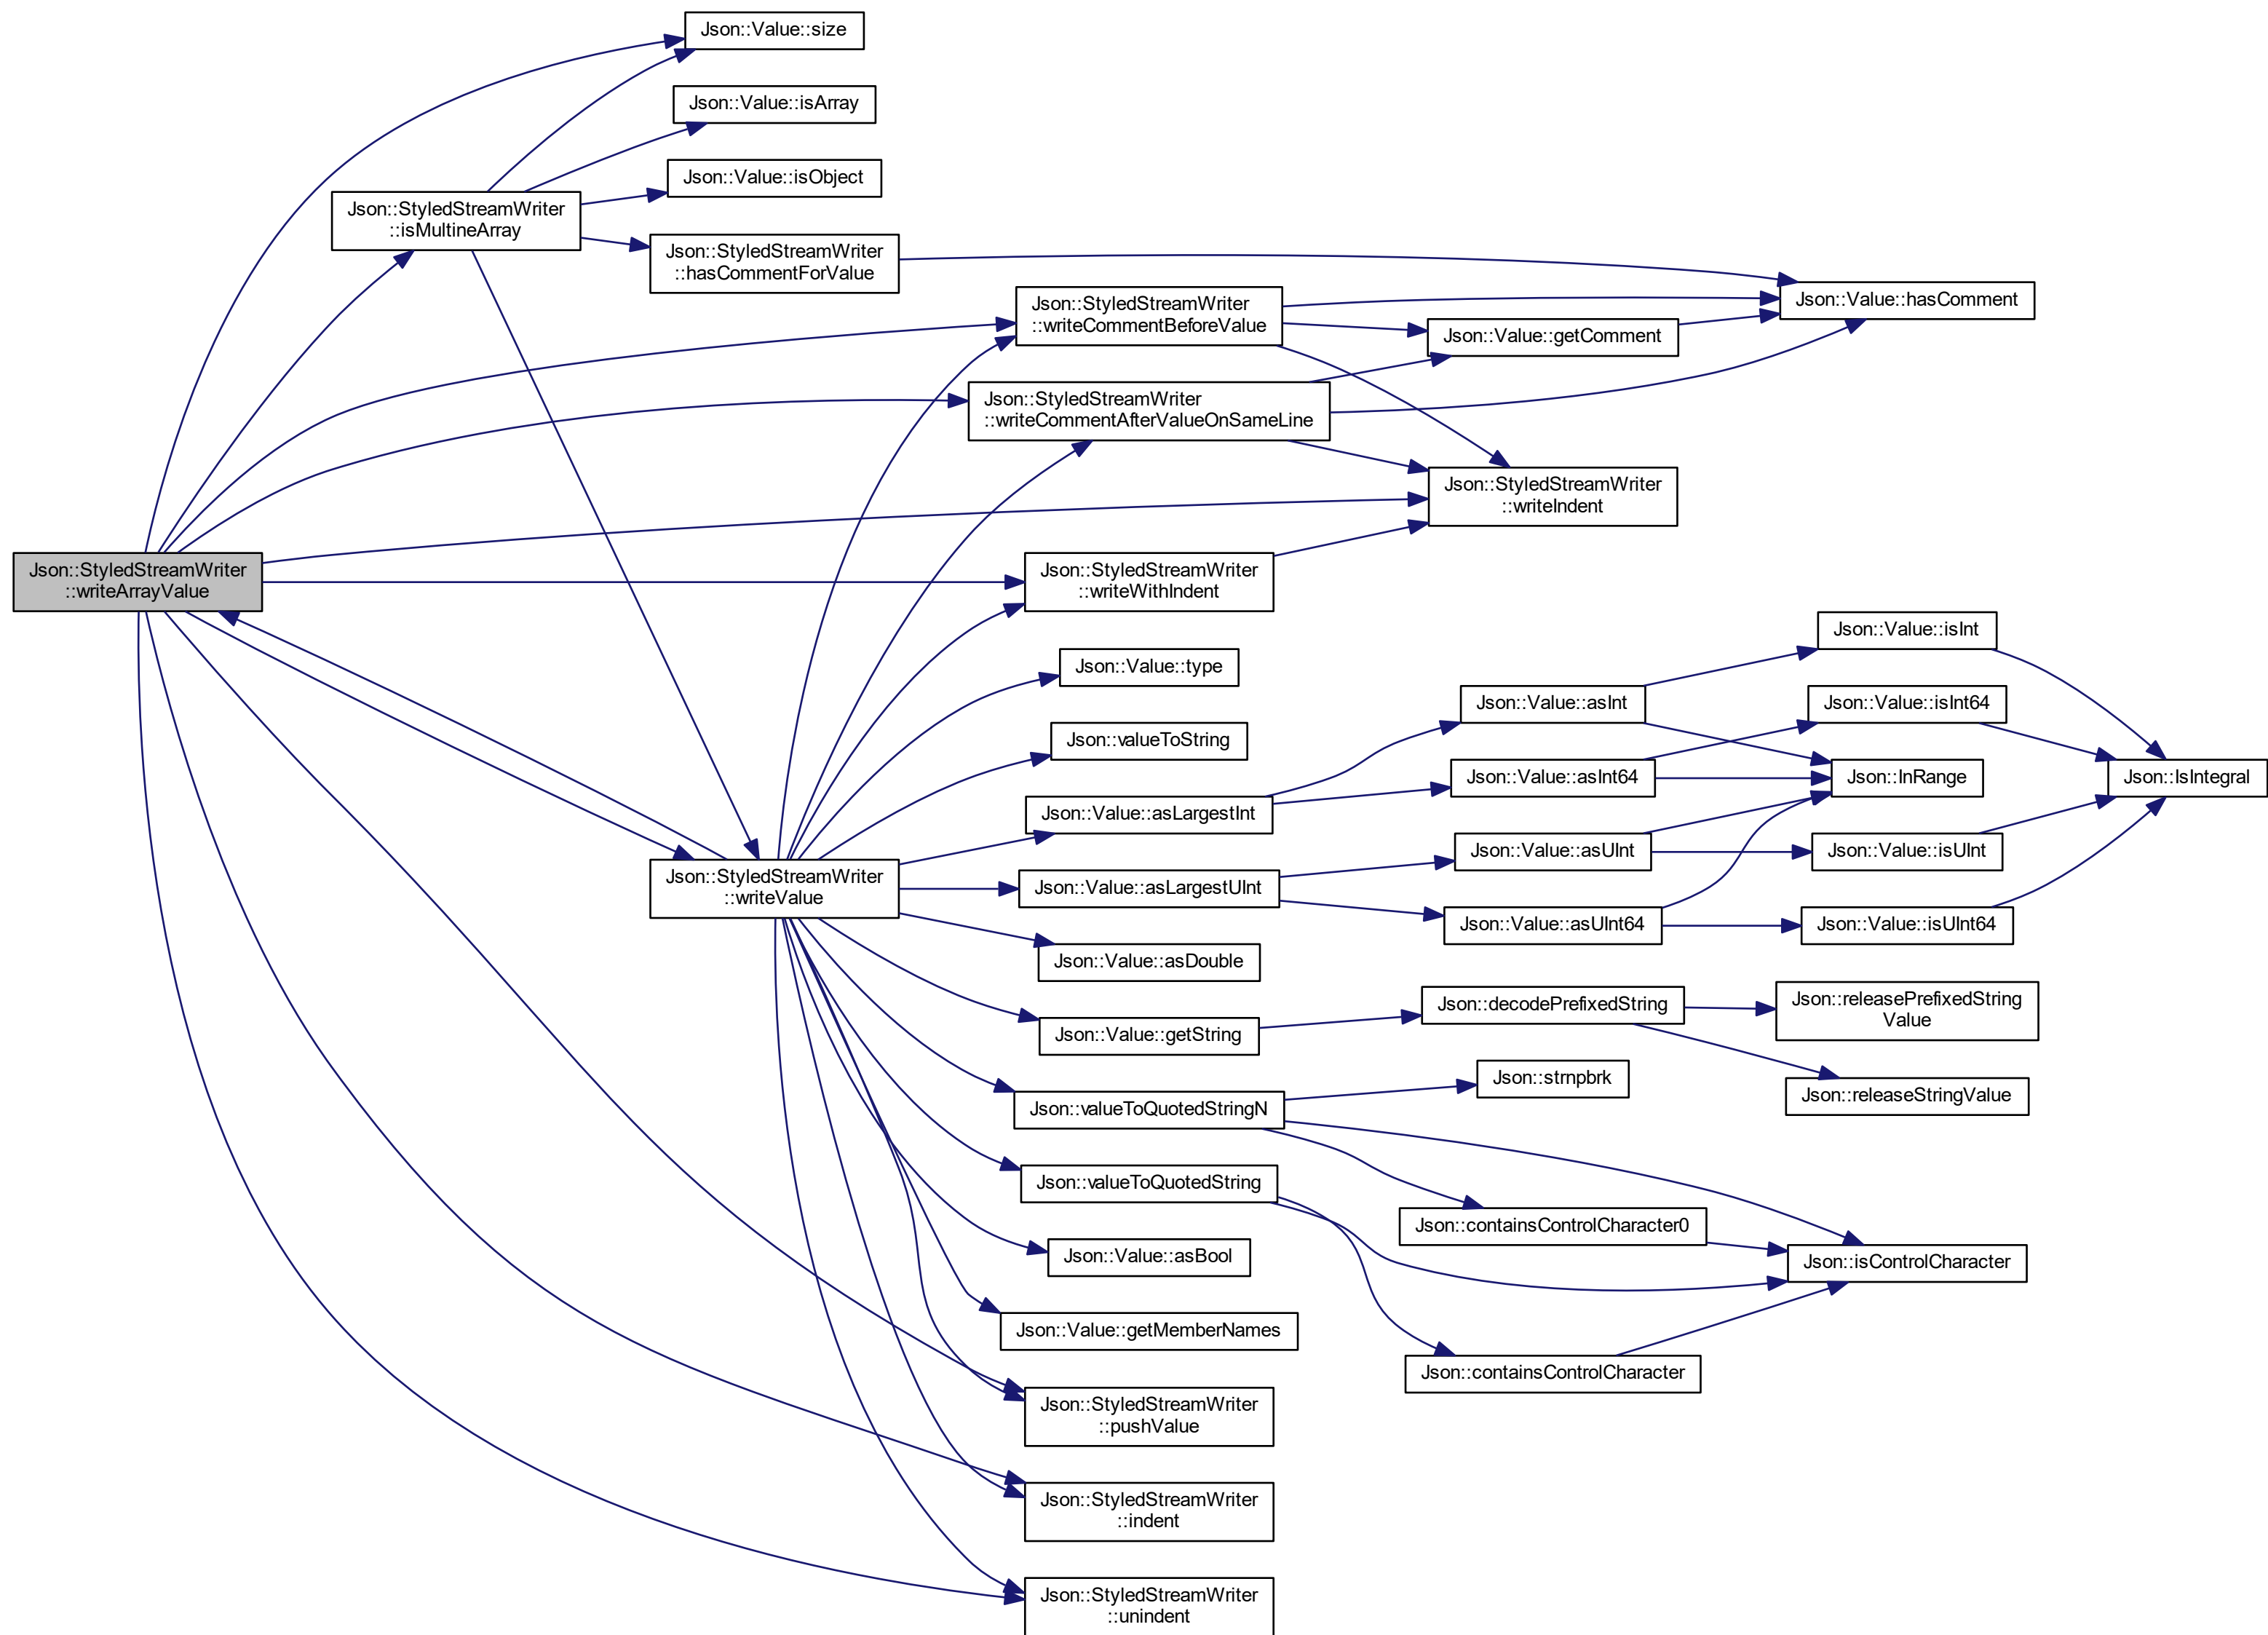 Json::Value::size
Json::Value::isArray
Json::Value::isObject
Json::StyledStreamWriter
::isMultineArray
Json::StyledStreamWriter
::hasCommentForValue
Json::StyledStreamWriter
::writeCommentBeforeValue
Json::Value::hasComment
Json::Value::getComment
Json::StyledStreamWriter
::writeCommentAfterValueOnSameLine
Json::StyledStreamWriter
::writeIndent
Json::StyledStreamWriter
::writeArrayValue
Json::StyledStreamWriter
::writeWithIndent
Json::Value::type
Json::valueToString
Json::Value::asLargestInt
Json::Value::asInt
Json::Value::asInt64
Json::Value::isInt
Json::Value::isInt64
Json::InRange
Json::IsIntegral
Json::StyledStreamWriter
::writeValue
Json::Value::asLargestUInt
Json::Value::asUInt
Json::Value::asUInt64
Json::Value::isUInt
Json::Value::isUInt64
Json::Value::asDouble
Json::Value::getString
Json::decodePrefixedString
Json::releasePrefixedString
Value
Json::releaseStringValue
Json::valueToQuotedStringN
Json::strnpbrk
Json::valueToQuotedString
Json::containsControlCharacter0
Json::isControlCharacter
Json::containsControlCharacter
Json::Value::asBool
Json::Value::getMemberNames
Json::StyledStreamWriter
::pushValue
Json::StyledStreamWriter
::indent
Json::StyledStreamWriter
::unindent